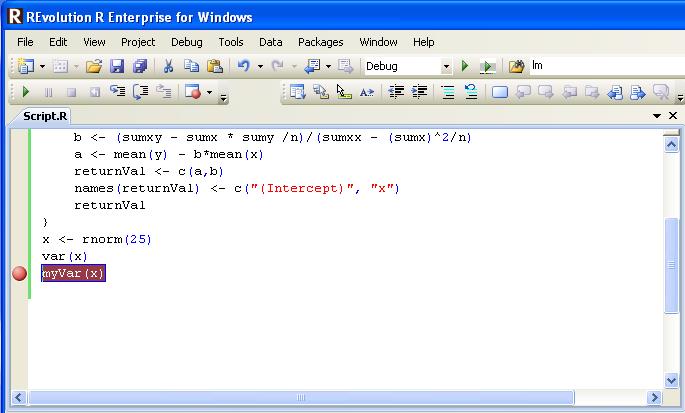 REvolution R Enterprise for Windows
File Edit View Project Debug Tools Data Packages Window Help
Debug lm
Script.R
b <- (sumxy - sumx * sumy /n)/(sumxx - (sumx)^2/n)
a <- mean(y) - b*mean(x)
returnVal <- c(a,b)
names(returnVal) <- c("(Intercept)", "x")
returnVal
}
x <- rnorm(25)
var(x)
myVar(x)